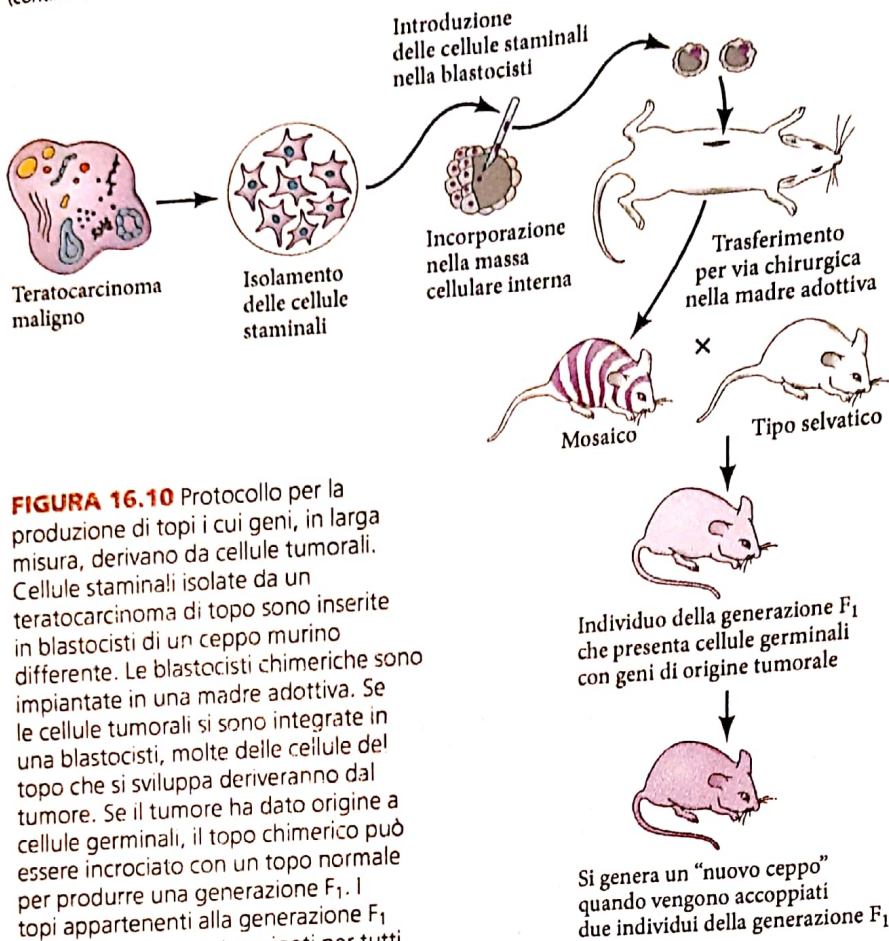 Introduzione
delle cellule staminali
nella blastocisti
Teratocarcinoma
maligno
Isolamento
delle cellule
staminali
Incorporazione
nella massa
cellulare interna
Trasferimento
per via chirurgica
nella madre adottiva
Mosaico
×
Tipo selvatico
Individuo della generazione F₁
che presenta cellule germinali
con geni di origine tumorale
Si genera un “nuovo ceppo”
quando vengono accoppiati
due individui della generazione F₁
FIGURA 16.10 Protocollo per la
produzione di topi i cui geni, in larga
misura, derivano da cellule tumorali.
Cellule staminali isolate da un
teratocarcinoma di topo sono inserite
in blastocisti di un ceppo murino
differente. Le blastocisti chimeriche sono
impiantate in una madre adottiva. Se
le cellule tumorali si sono integrate in
una blastocisti, molte delle cellule del
topo che si sviluppa deriveranno dal
tumore. Se il tumore ha dato origine a
cellule germinali, il topo chimerico può
essere incrociato con un topo normale
per produrre una generazione F₁. I
topi appartenenti alla generazione F₁
per tutti